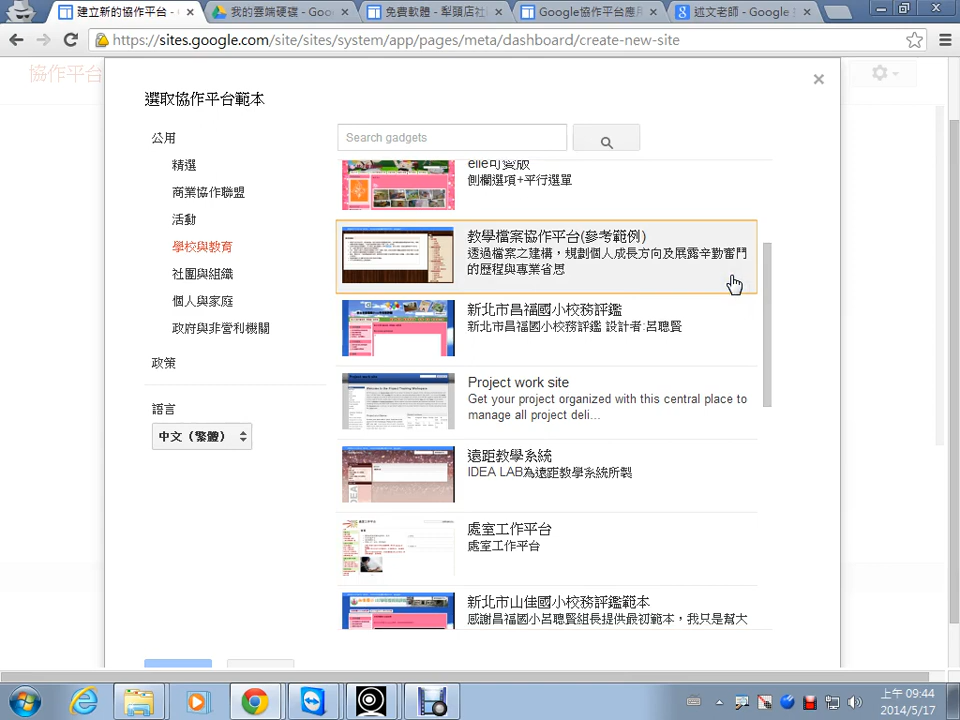 建立新的協作平台 -
我的雲端硬碟 - Goo
免費軟體 - 犁頭店社
Google協作平台應
述文老師 - Google
https://sites.google.com/site/sites/system/app/pages/meta/dashboard/create-new-site
協作平台
選取協作平台範本
公用
精選
商業協作聯盟
活動
學校與教育
社團與組織
個人與家庭
政府與非營利機關
政策
語言
中文（繁體）
Search gadgets
elle可愛版
側欄選項+平行選單
教學檔案協作平台(參考範例)
透過檔案之建構，規劃個人成長方向及展露辛勤奮鬥
的歷程與專業省思
新北市昌福國小校務評鑑
新北市昌福國小校務評鑑 設計者:呂聰賢
Project work site
Get your project organized with this central place to
manage all project deli...
遠距教學系統
IDEA LAB為遠距教學系統所製
處室工作平台
處室工作平台
新北市山佳國小校務評鑑範本
感謝昌福國小呂聰賢組長提供最初範本，我只是幫大
上午 09:44
2014/5/17